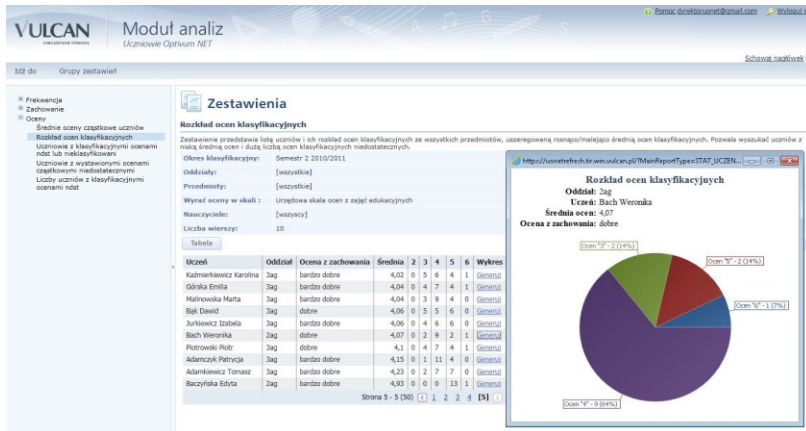 Pomoc dyrektoruonet@gmail.com Wyloguj
VULCAN
Moduł analiz
Uczniowie Optivum NET
Schowaj nagłówek
Idź do Grupy zestawień
Frekwencja
Zachowanie
Oceny
Średnie oceny cząstkowe uczniów
Rozkład ocen klasyfikacyjnych
Uczniowie z klasyfikacyjnymi ocenami
ndst lub nieklasyfikowani
Uczniowie z wystawionymi ocenami
cząstkowymi niedostatecznymi
Liczby uczniów z klasyfikacyjnymi
ocenami ndst
Zestawienia
Rozkład ocen klasyfikacyjnych
Zestawienie przedstawia listę uczniów i ich rozkład ocen klasyfikacyjnych ze wszystkich przedmiotów, uszeregowaną rosnąco/malejąco średnią ocen klasyfikacyjnych. Pozwala wyszukać uczniów z
niską średnią ocen i dużą liczbą ocen klasyfikacyjnych niedostatecznych.
Okres klasyfikacyjny: Semestr 2 2010/2011
Oddziały: [wszystkie]
Przedmioty: [wszystkie]
Wyraź oceny w skali : Urzędowa skala ocen z zajęć edukacyjnych
Nauczyciele: [wszyscy]
Liczba wierszy: 10
Tabela
Uczeń Oddział Ocena z zachowania Średnia 2 3 4 5 6 Wykres
Kaźmierkiewicz Karolina 3ag bardzo dobre 4,02 0 5 6 4 1 Generuj
Górska Emilia 3ag bardzo dobre 4,04 0 4 7 4 1 Generuj
Malinowska Marta 3ag bardzo dobre 4,04 0 3 9 4 0 Generuj
Bąk Dawid 3ag dobre 4,06 0 5 5 6 0 Generuj
Jurkiewicz Izabela 3ag bardzo dobre 4,06 0 4 6 6 0 Generuj
Bach Weronika 2ag dobre 4,07 0 2 9 2 1 Generuj
Piotrowski Piotr 3ag dobre 4,1 0 4 7 4 1 Generuj
Adamczyk Patrycja 3ag bardzo dobre 4,15 0 1 11 4 0 Generuj
Adamkiewicz Tomasz 3ag bardzo dobre 4,23 0 2 7 7 0 Generuj
Baczyńska Edyta 2ag bardzo dobre 4,93 0 0 0 13 1 Generuj
Strona 5 - 5 (50) 1 2 3 4 [5]
https://uonetrefresh.tir.win.vulcan.pl/?MainReportType=STAT_UCZEN...
Rozkład ocen klasyfikacyjnych
Oddział: 2ag
Uczeń: Bach Weronika
Średnia ocen: 4,07
Ocena z zachowania: dobre
Ocen "3" - 2 (14%)
Ocen "5" - 2 (14%)
Ocen "6" - 1 (7%)
Ocen "4" - 9 (64%)